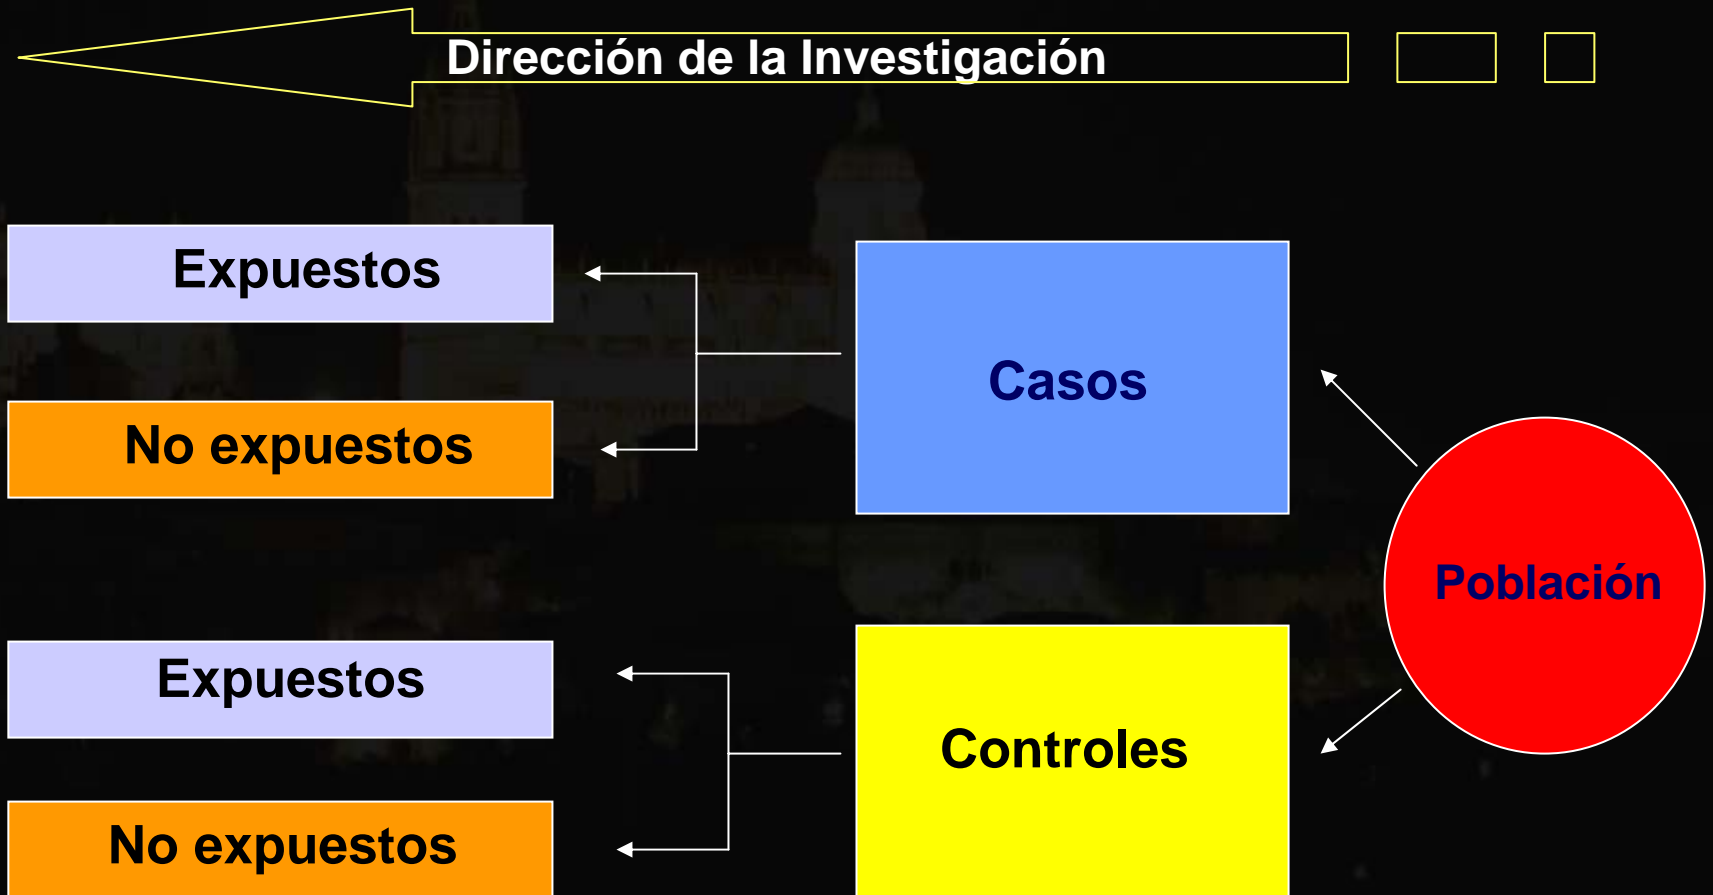 Dirección de la Investigación
Expuestos
Casos
No expuestos
Población
Expuestos
Controles
No expuestos